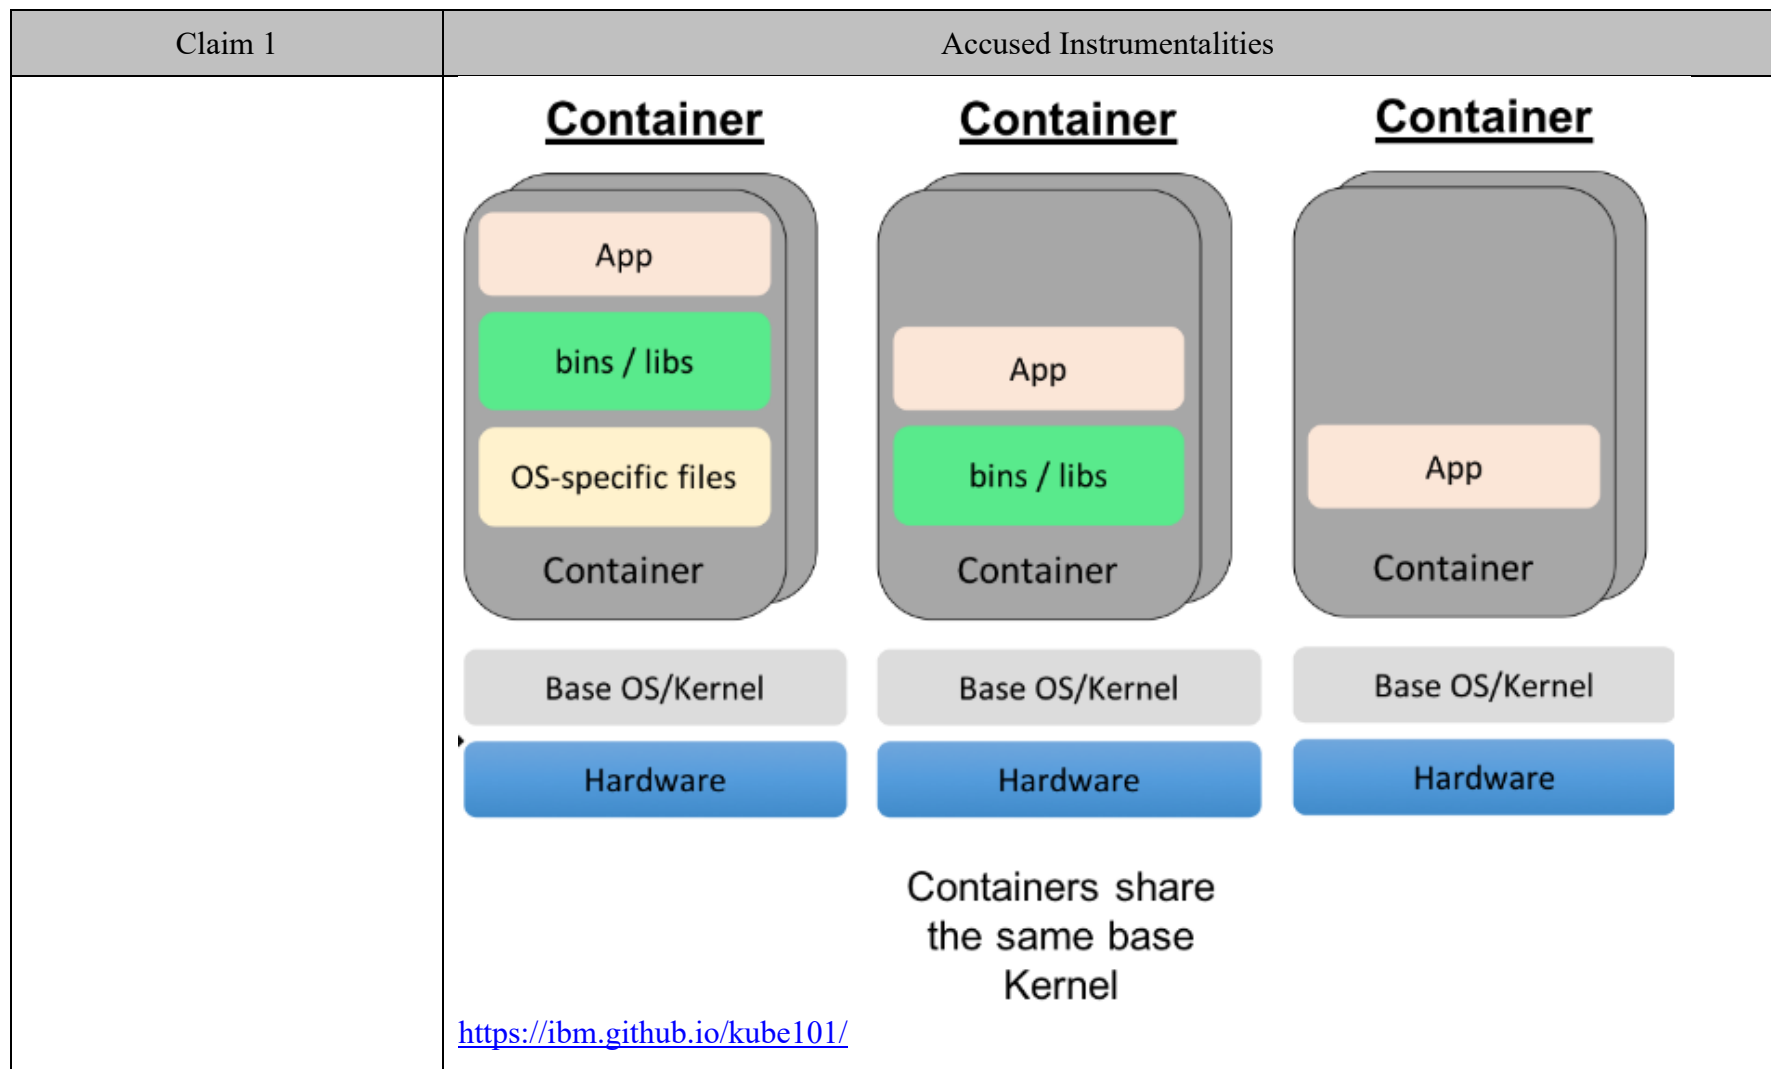 Claim 1
Accused Instrumentalities
Container
App
bins / libs
OS-specific files
Container
Base OS/Kernel
Hardware
Container
App
bins / libs
Container
Base OS/Kernel
Hardware
Container
App
Container
Base OS/Kernel
Hardware
Containers share
the same base
Kernel
https://ibm.github.io/kube101/